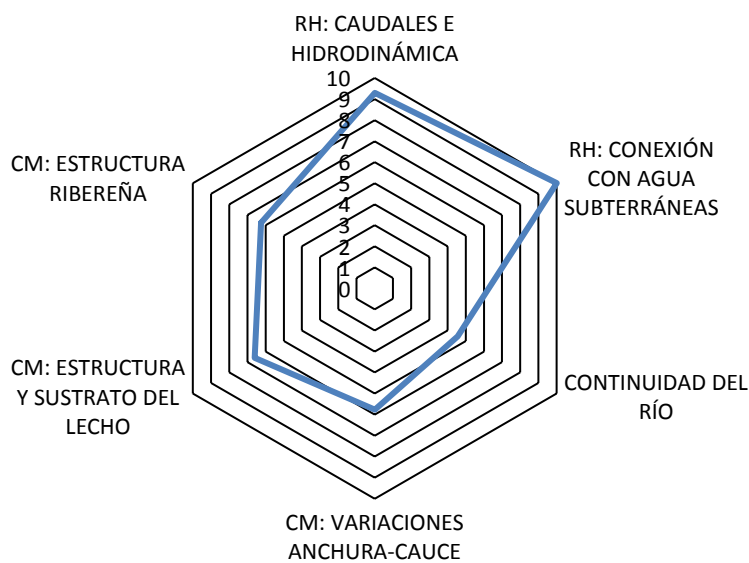 RH: CAUDALES E
HIDRODINÁMICA
10
9
8
7
6
5
4
3
2
1
0
RH: CONEXIÓN
CON AGUA
SUBTERRÁNEAS
CONTINUIDAD DEL
RÍO
CM: VARIACIONES
ANCHURA-CAUCE
CM: ESTRUCTURA
Y SUSTRATO DEL
LECHO
CM: ESTRUCTURA
RIBEREÑA